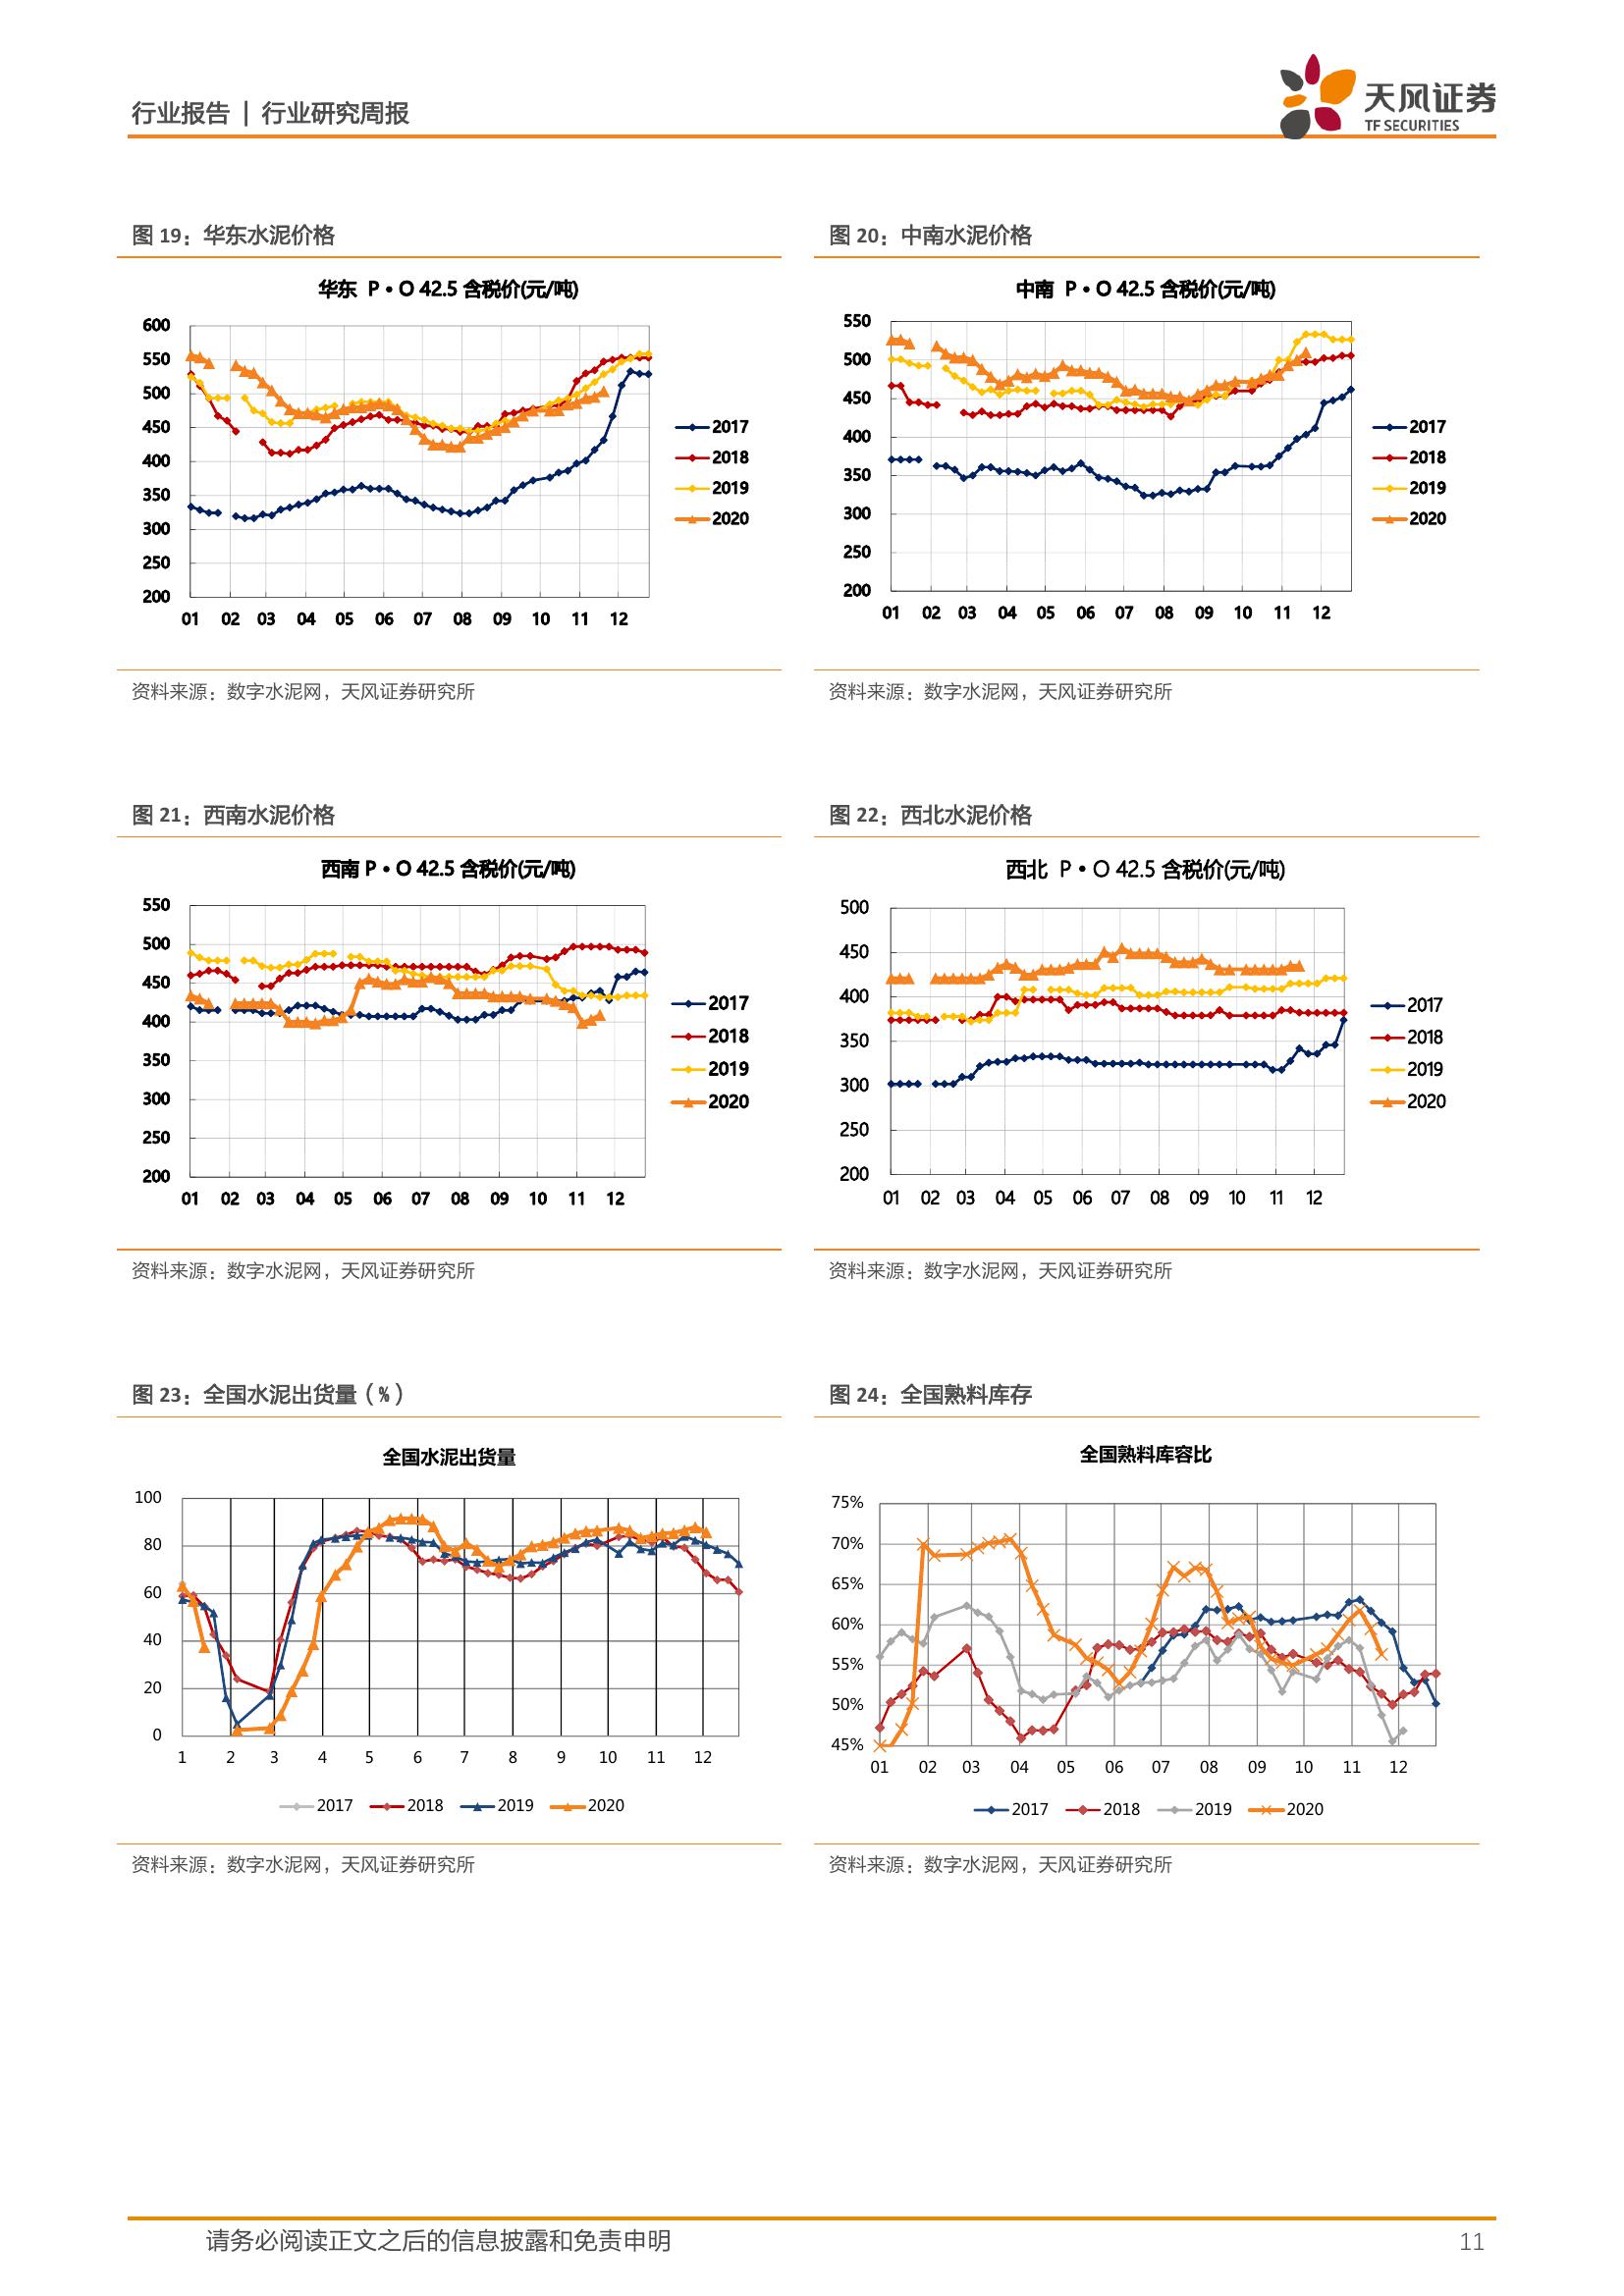 行业报告 | 行业研究周报
天风证券
TF SECURITIES
图 19：华东水泥价格
华东 P•O 42.5 含税价(元/吨)
600
550
500
450
400
350
300
250
200
01 02 03 04 05 06 07 08 09 10 11 12
2017
2018
2019
2020
资料来源：数字水泥网，天风证券研究所
图 20：中南水泥价格
中南 P•O 42.5 含税价(元/吨)
550
500
450
400
350
300
250
200
01 02 03 04 05 06 07 08 09 10 11 12
2017
2018
2019
2020
资料来源：数字水泥网，天风证券研究所
图 21：西南水泥价格
西南 P•O 42.5 含税价(元/吨)
550
500
450
400
350
300
250
200
01 02 03 04 05 06 07 08 09 10 11 12
2017
2018
2019
2020
资料来源：数字水泥网，天风证券研究所
图 22：西北水泥价格
西北 P•O 42.5 含税价(元/吨)
500
450
400
350
300
250
200
01 02 03 04 05 06 07 08 09 10 11 12
2017
2018
2019
2020
资料来源：数字水泥网，天风证券研究所
图 23：全国水泥出货量（%）
全国水泥出货量
100
80
60
40
20
0
1 2 3 4 5 6 7 8 9 10 11 12
2017 2018 2019 2020
资料来源：数字水泥网，天风证券研究所
图 24：全国熟料库存
全国熟料库容比
75%
70%
65%
60%
55%
50%
45%
01 02 03 04 05 06 07 08 09 10 11 12
2017 2018 2019 2020
资料来源：数字水泥网，天风证券研究所
请务必阅读正文之后的信息披露和免责申明 11